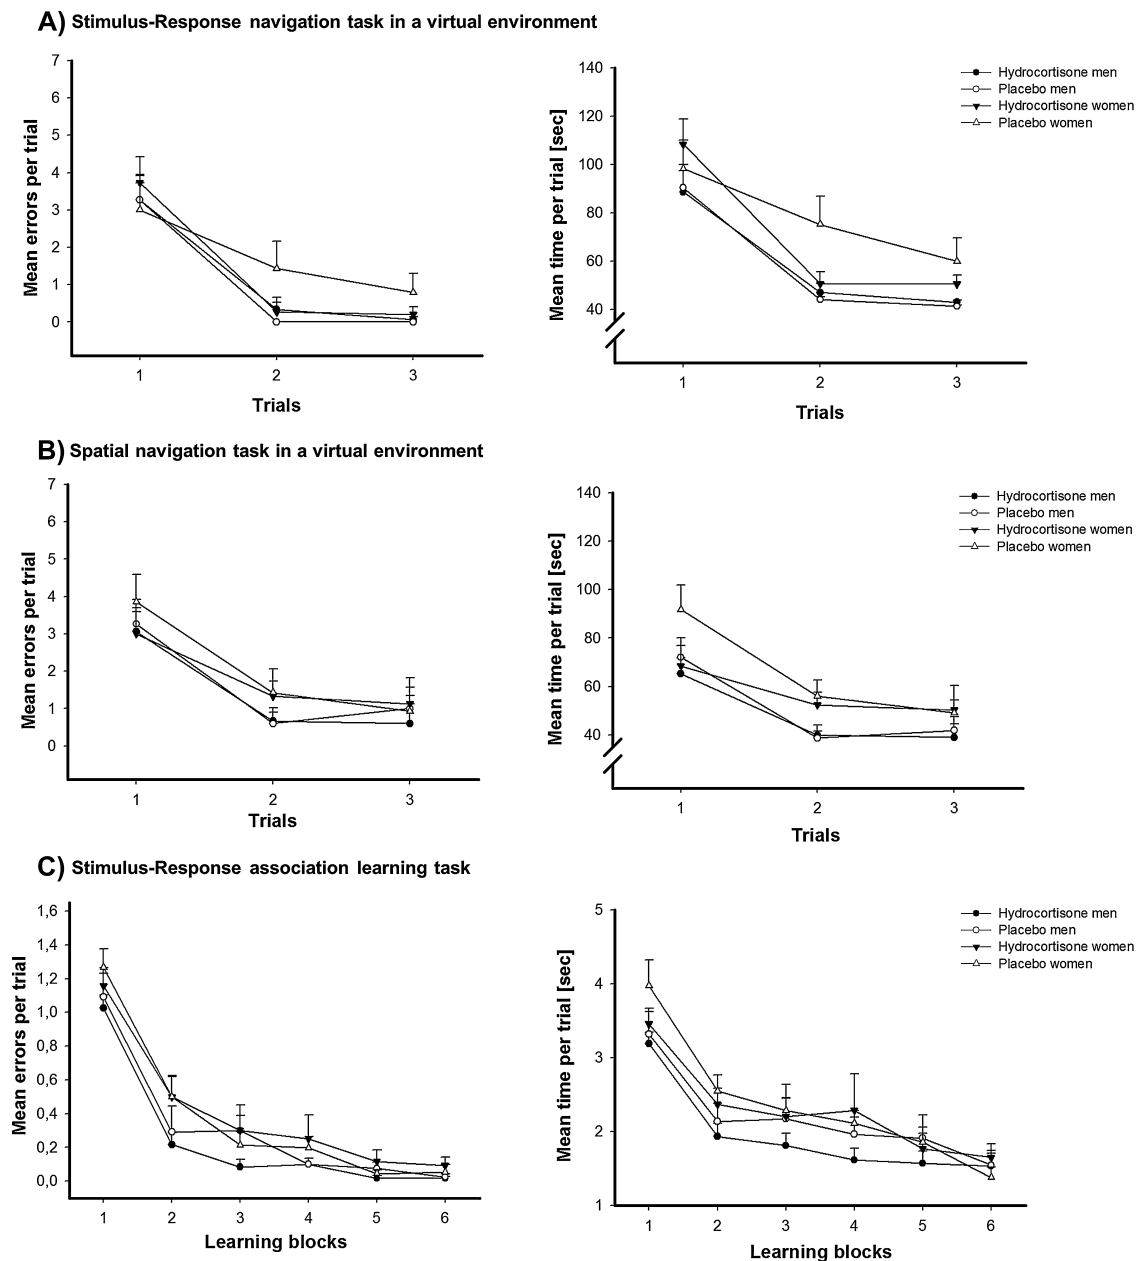 A) Stimulus-Response navigation task in a virtual environment
Mean errors per trial
7
6
5
4
3
2
1
0
1 2 3
Trials
Mean time per trial [sec]
140
120
100
80
60
40
1 2 3
Trials
Hydrocortisone men
Placebo men
Hydrocortisone women
Placebo women
B) Spatial navigation task in a virtual environment
Mean errors per trial
7
6
5
4
3
2
1
0
1 2 3
Trials
Mean time per trial [sec]
140
120
100
80
60
40
1 2 3
Trials
Hydrocortisone men
Placebo men
Hydrocortisone women
Placebo women
C) Stimulus-Response association learning task
Mean errors per trial
1,6
1,4
1,2
1,0
0,8
0,6
0,4
0,2
0,0
1 2 3 4 5 6
Learning blocks
Mean time per trial [sec]
5
4
3
2
1
1 2 3 4 5 6
Learning blocks
Hydrocortisone men
Placebo men
Hydrocortisone women
Placebo women